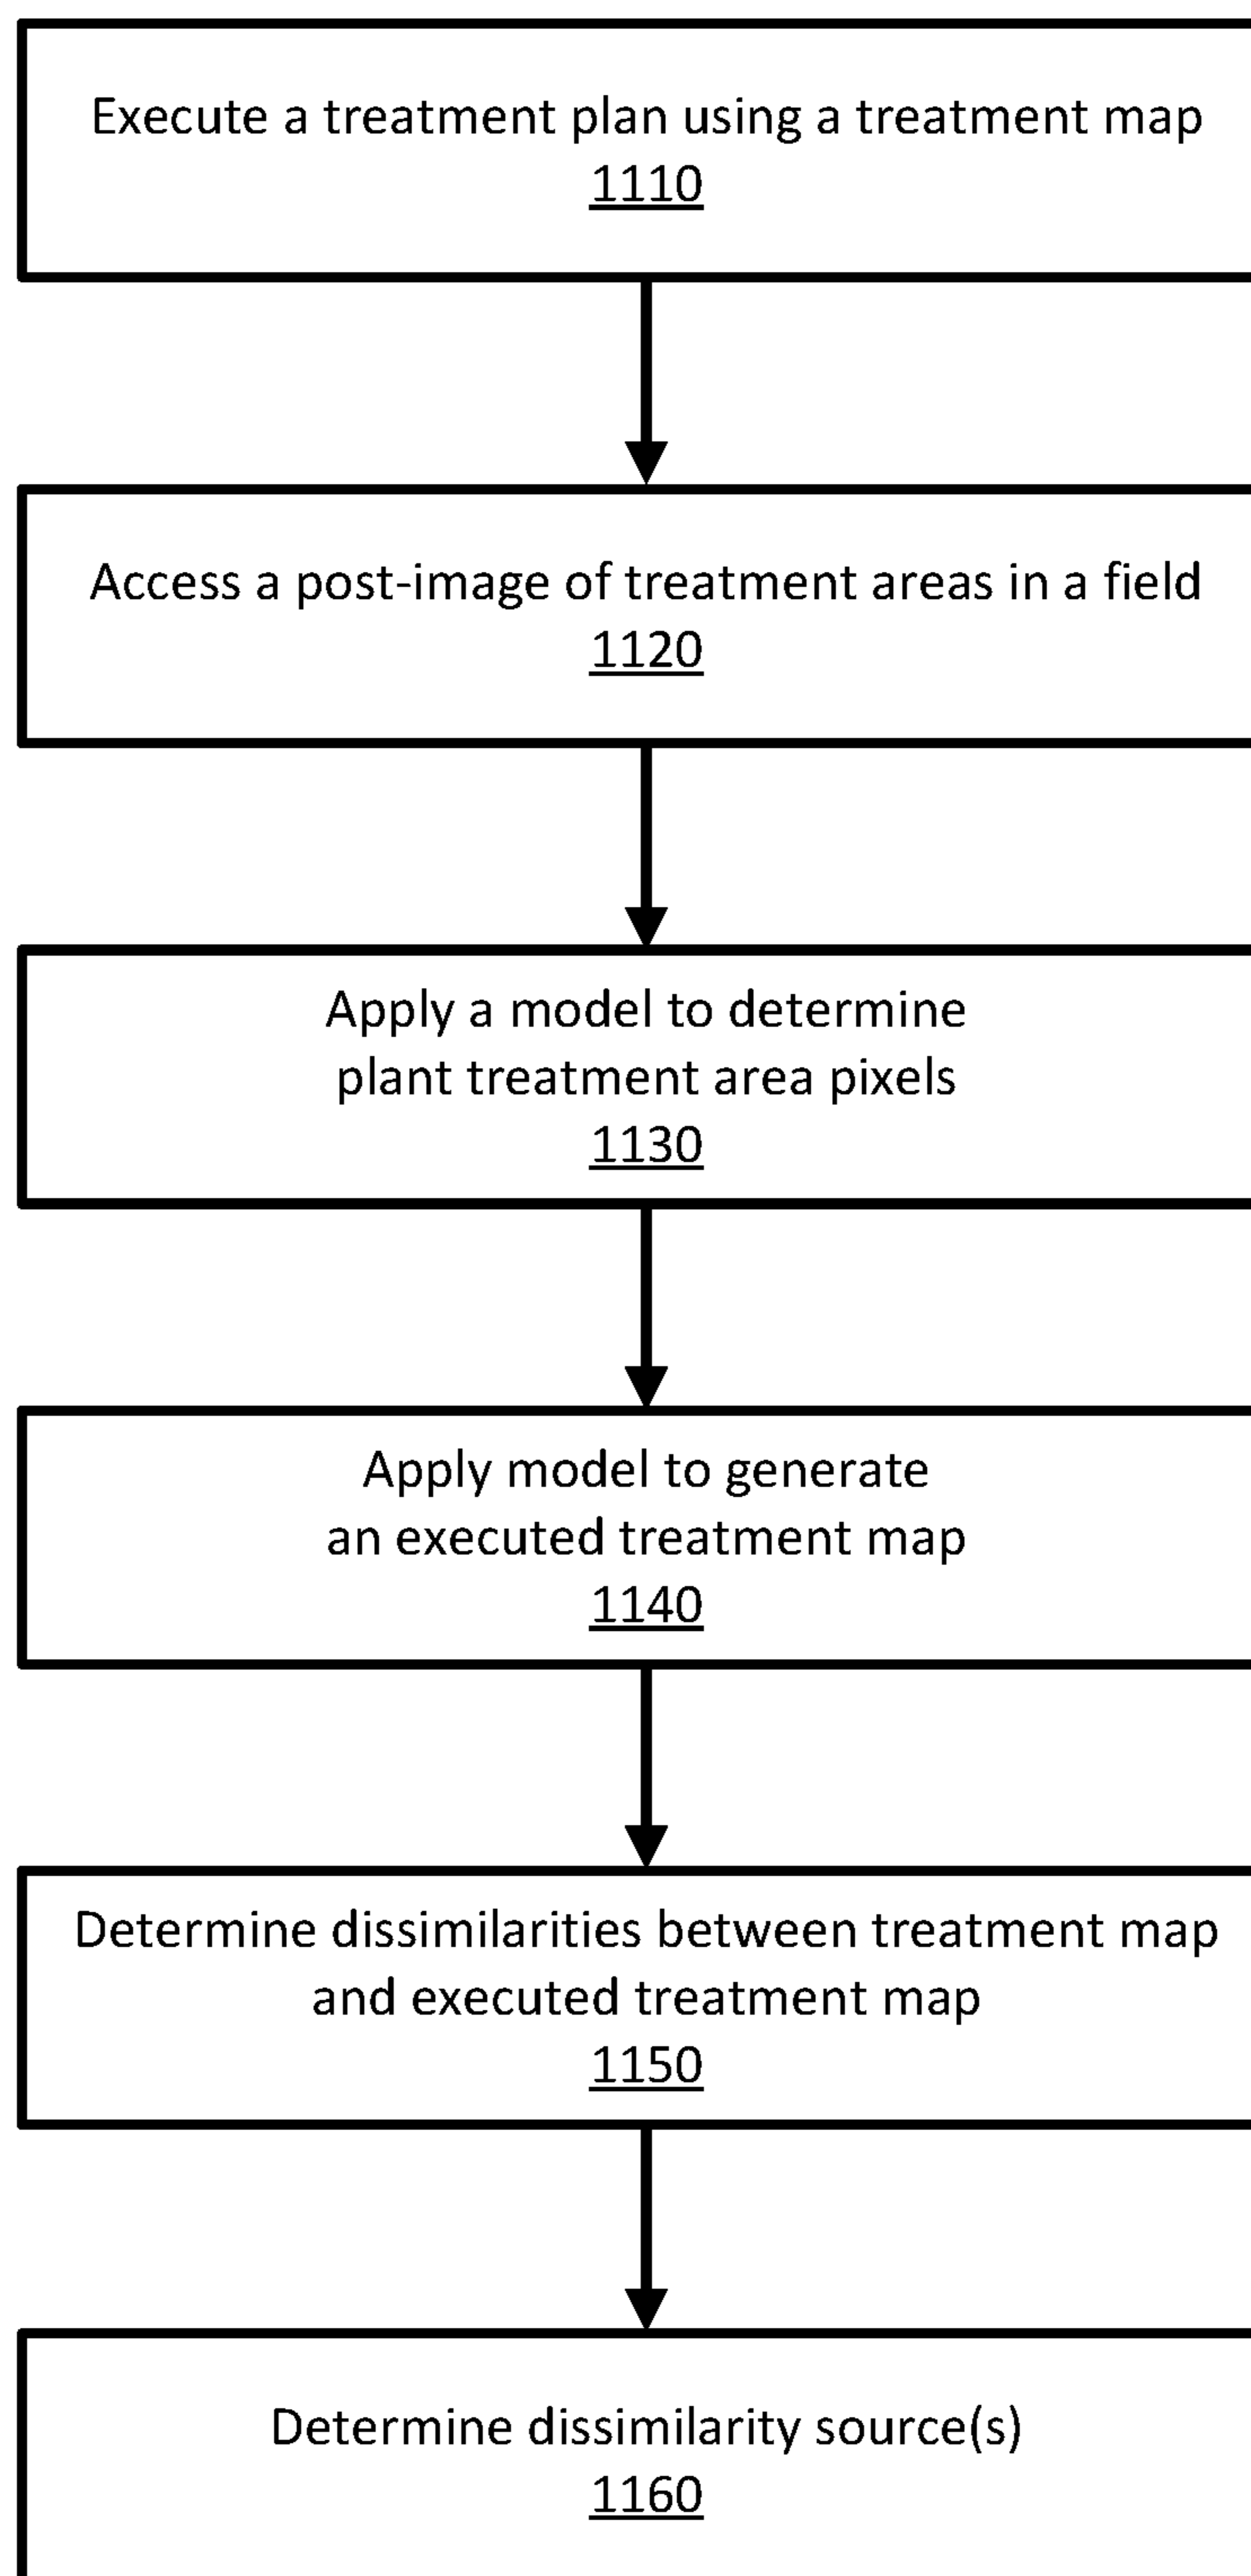 Execute a treatment plan using a treatment map
1110
Access a post-image of treatment areas in a field
1120
Apply a model to determine
plant treatment area pixels
1130
Apply model to generate
an executed treatment map
1140
Determine dissimilarities between treatment map
and executed treatment map
1150
Determine dissimilarity source(s)
1160